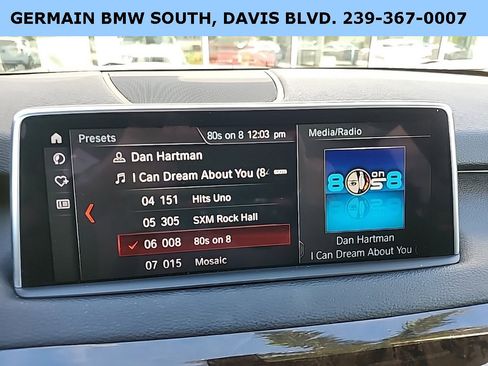 GERMAIN BMW SOUTH, DAVIS BLVD. 239-367-0007
Presets
80s on 8 12:03 pm
Media/Radio
Dan Hartman
I Can Dream About You (84
04 151 Hits Uno
05 305 SXM Rock Hall
06 008 80s on 8
07 015 Mosaic
80s on 8
Dan Hartman
I Can Dream About You (